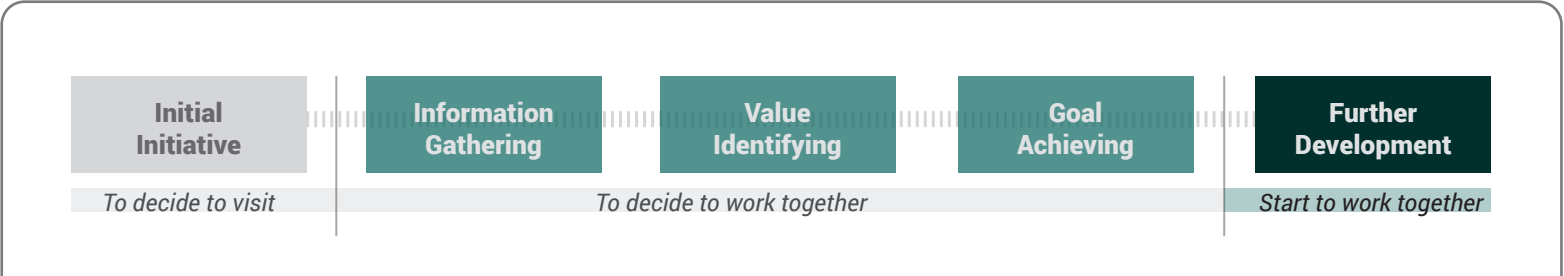 Initial
Initiative
Information
Gathering
Value
Identifying
Goal
Achieving
Further
Development
To decide to visit
To decide to work together
Start to work together